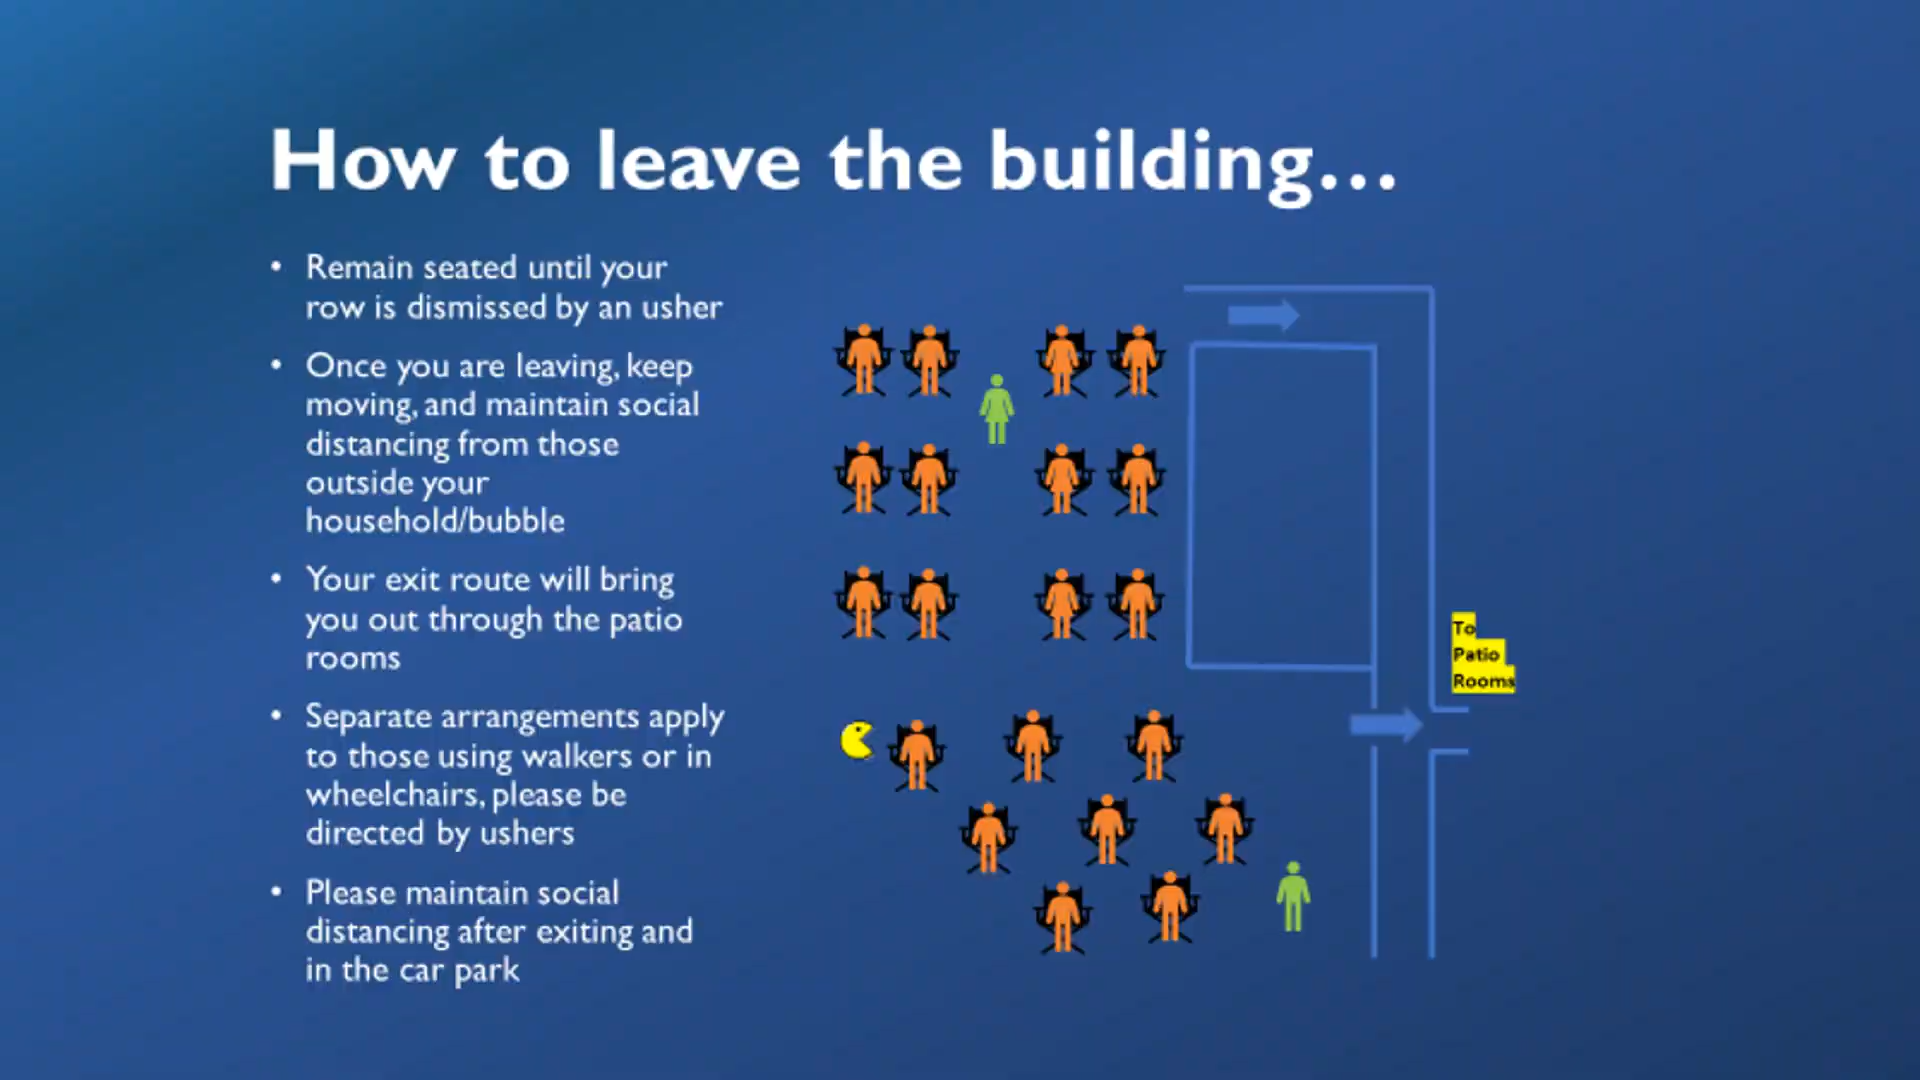 How to leave the building...
• Remain seated until your
row is dismissed by an usher
• Once you are leaving, keep
moving, and maintain social
distancing from those
outside your
household/bubble
• Your exit route will bring
you out through the patio
rooms
• Separate arrangements apply
to those using walkers or in
wheelchairs, please be
directed by ushers
• Please maintain social
distancing after exiting and
in the car park
To
Patio
Rooms